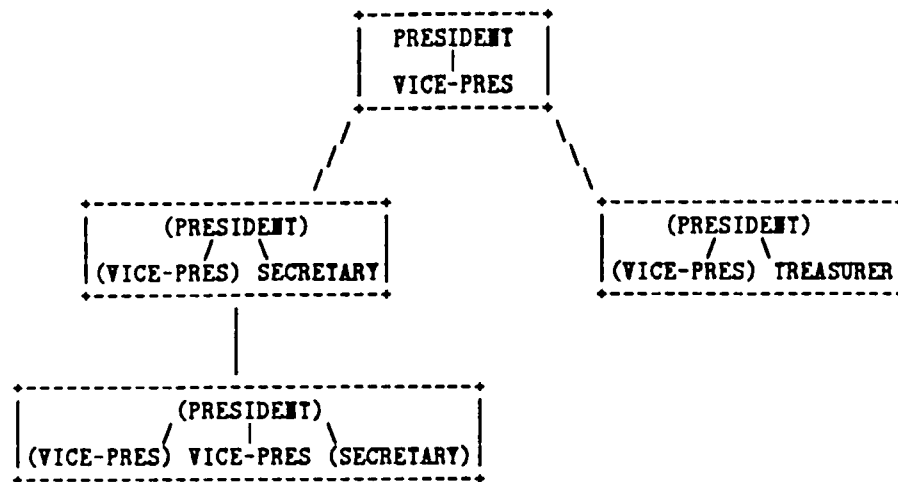 PRESIDENT
VICE-PRES
(PRESIDENT)
(VICE-PRES) SECRETARY
(PRESIDENT)
(VICE-PRES) TREASURER
(PRESIDENT)
(VICE-PRES) VICE-PRES (SECRETARY)